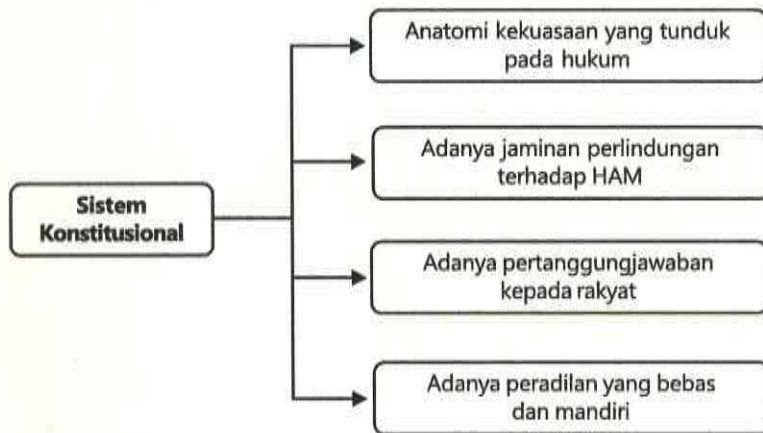 Anatomi kekuasaan yang tunduk
pada hukum
Adanya jaminan perlindungan
terhadap HAM
Sistem
Konstitusional
Adanya pertanggungjawaban
kepada rakyat
Adanya peradilan yang bebas
dan mandiri